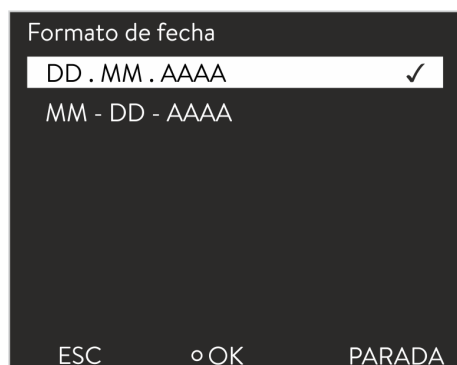 Formato de fecha
DD . MM . AAAA ✓
MM - DD - AAAA
ESC OK PARADA